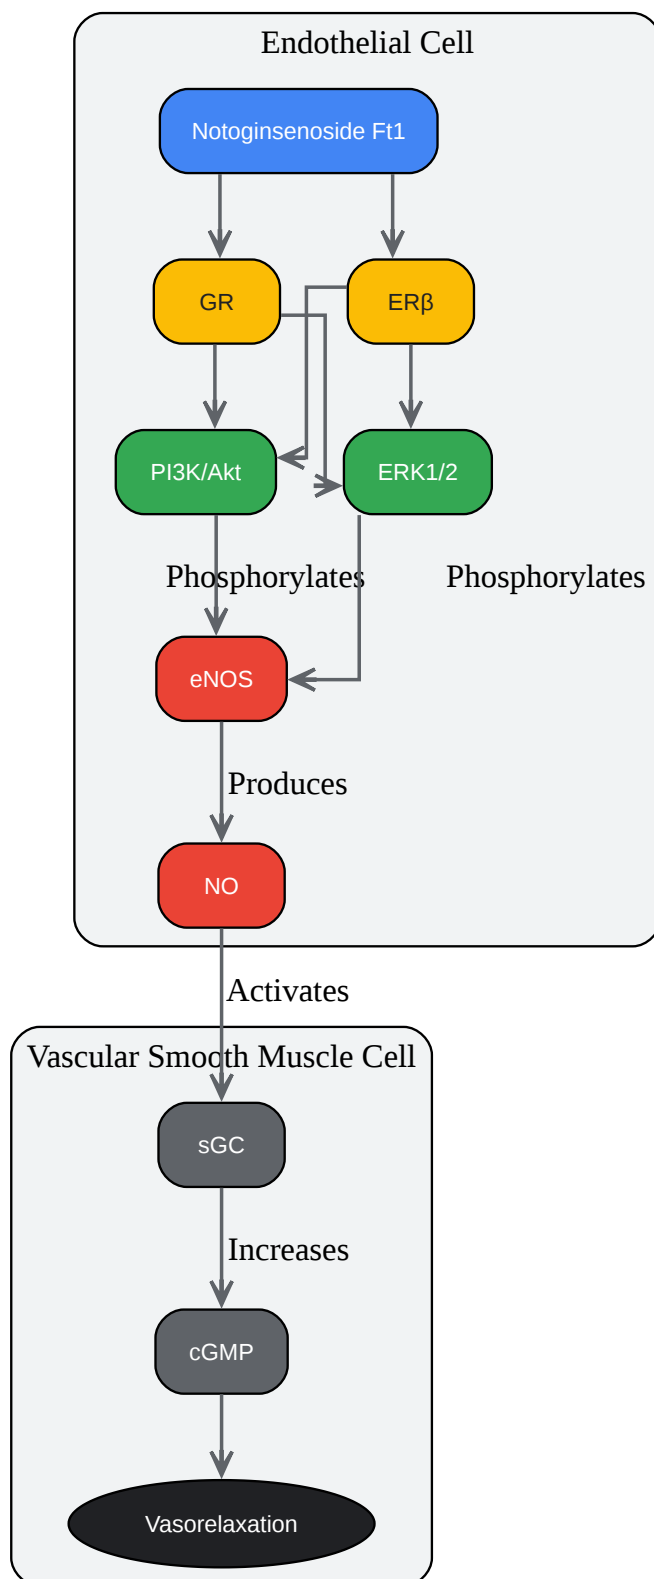 Endothelial Cell
Notoginsenoside Ft1
GR
ERβ
PI3K/Akt
ERK1/2
Phosphorylates
Phosphorylates
eNOS
Produces
NO
Activates
Vascular Smooth Muscle Cell
sGC
Increases
cGMP
Vasorelaxation